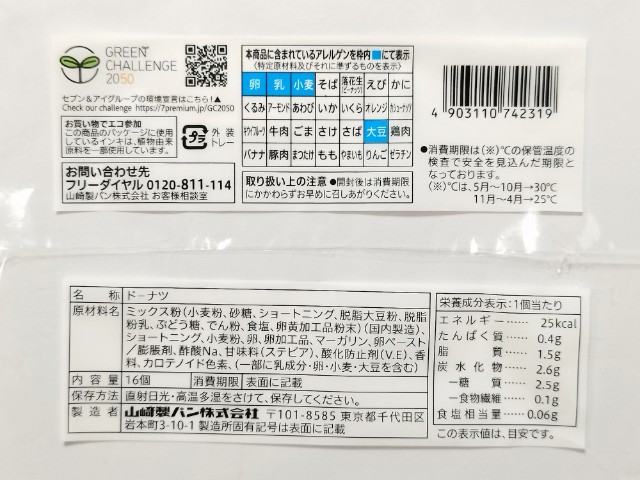 GREEN
CHALLENGE
2050
セブン&アイグループの環境宣言はこちら!▲
Check our challenge https://7premium.jp/GC2050
お買い物でエコ参加
この商品のパッケージに使用
しているインキは、植物由来
原料を一部使用しています。
プラ
外装
トレー
お問い合わせ先
フリーダイヤル 0120-811-114
山崎製パン株式会社 お客様相談室
本商品に含まれているアレルゲンを枠内■にて表示
〈特定原材料及びそれに準ずるものを表示〉
卵 乳 小麦 そば 落花生(ピーナッツ) えび かに
くるみ アーモンド あわび いか いくら オレンジ カシューナッツ
キウイフルーツ 牛肉 ごま さけ さば 大豆 鶏肉
バナナ 豚肉 まつたけ もも やまいも りんご ゼラチン
取り扱い上の注意 ●開封後は消費期限
にかかわらずお早めに召しあがりください。
4 903110 742319
●消費期限は(※)℃の保管温度の
検査で安全を見込んだ期限と
なっております。
(※)℃は、5月〜10月→30℃
11月〜4月→25℃
名称 ドーナツ
原材料名 ミックス粉(小麦粉、砂糖、ショートニング、脱脂大豆粉、脱脂
粉乳、ぶどう糖、でん粉、食塩、卵黄加工品粉末)(国内製造)、
ショートニング、小麦粉、卵、卵加工品、マーガリン、卵ペースト
/膨脹剤、酢酸Na、甘味料(ステビア)、酸化防止剤(V.E)、香
料、カロテノイド色素、(一部に乳成分・卵・小麦・大豆を含む)
内容量 16個 消費期限 表面に記載
保存方法 直射日光・高温多湿をさけて、保存してください。
製造者 山崎製パン株式会社 〒101-8585 東京都千代田区
岩本町3-10-1 製造所固有記号は表面に記載
栄養成分表示:1個当たり
エネルギー……25kcal
たんぱく質……0.4g
脂質……1.5g
炭水化物……2.6g
-糖質……2.5g
-食物繊維……0.1g
食塩相当量……0.06g
この表示値は、目安です。